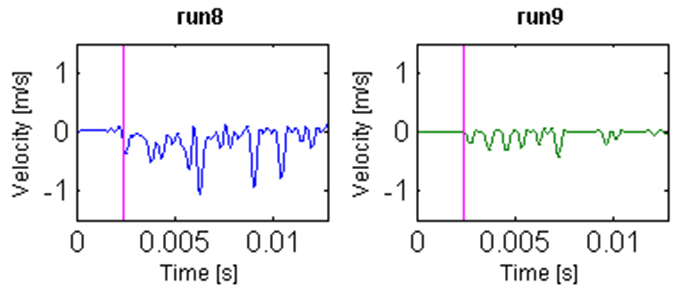 run8
run9
Velocity [m/s]
1
0
-1
0
0.005
0.01
Time [s]
Velocity [m/s]
1
0
-1
0
0.005
0.01
Time [s]